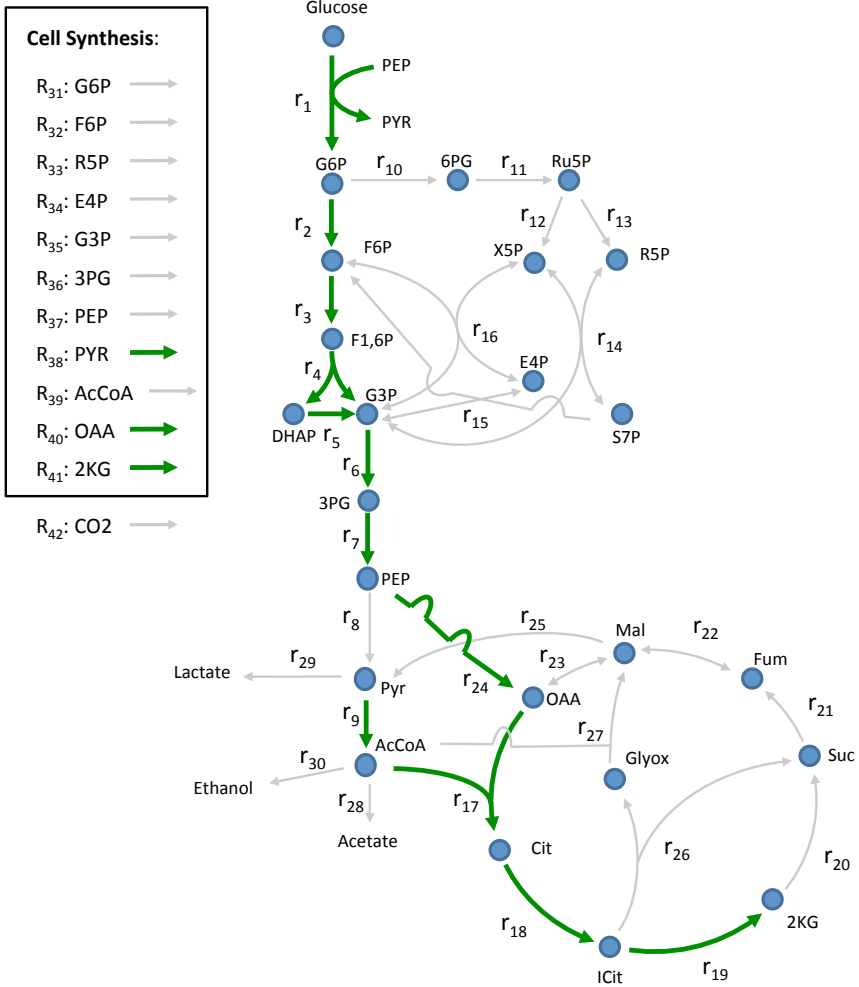 Glucose
Cell Synthesis:
R31: G6P
R32: F6P
R33: R5P
R34: E4P
R35: G3P
R36: 3PG
R37: PEP
R38: PYR
R39: AcCoA
R40: OAA
R41: 2KG
R42: CO2
PEP
r1
PYR
G6P
r10
6PG
r11
Ru5P
r2
r12
r13
F6P
X5P
R5P
r3
F1,6P
r16
r14
r4
E4P
G3P
DHAP
r5
r15
S7P
r6
3PG
r7
PEP
r8
r25
Mal
r22
Fum
Lactate
r29
r23
r24
Pyr
OAA
r21
r9
r27
AcCoA
Glyox
Suc
r30
Ethanol
r28
r17
Acetate
Cit
r26
r20
r18
2KG
ICit
r19